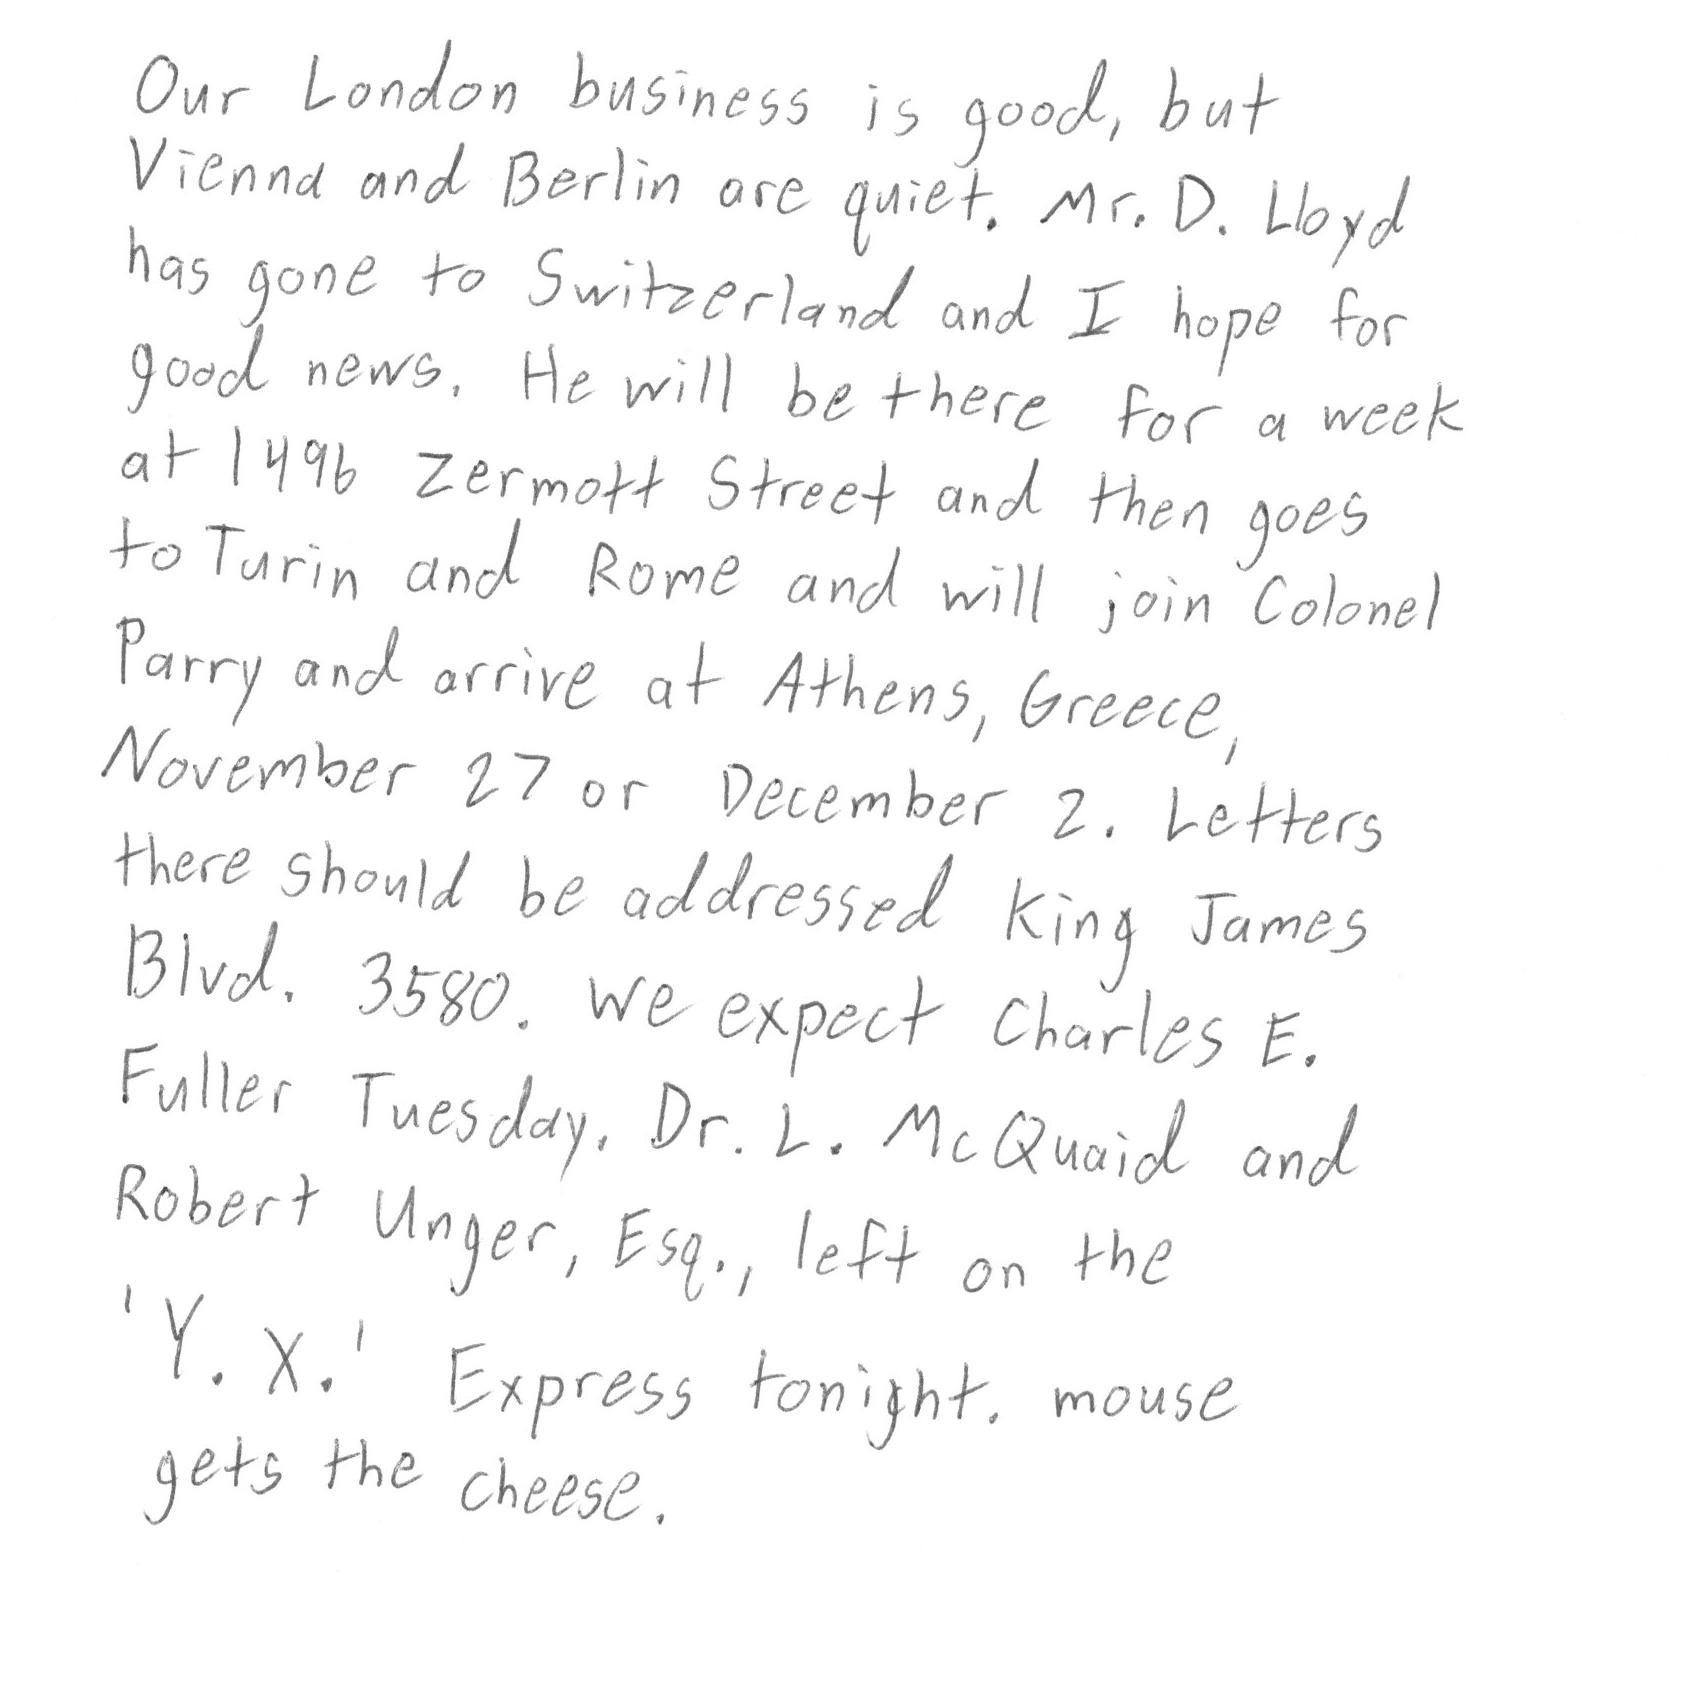 Our London business is good, but
Vienna and Berlin are quiet. Mr. D. Lloyd
has gone to Switzerland and I hope for
good news. He will be there for a week
at 1496 Zermott Street and then goes
to Turin and Rome and will join Colonel
Parry and arrive at Athens, Greece,
November 27 or December 2. Letters
there should be addressed King James
Blvd. 3580. We expect Charles E.
Fuller Tuesday. Dr. L. McQuaid and
Robert Unger, Esq., left on the
'Y. X.' Express tonight. mouse
gets the cheese.